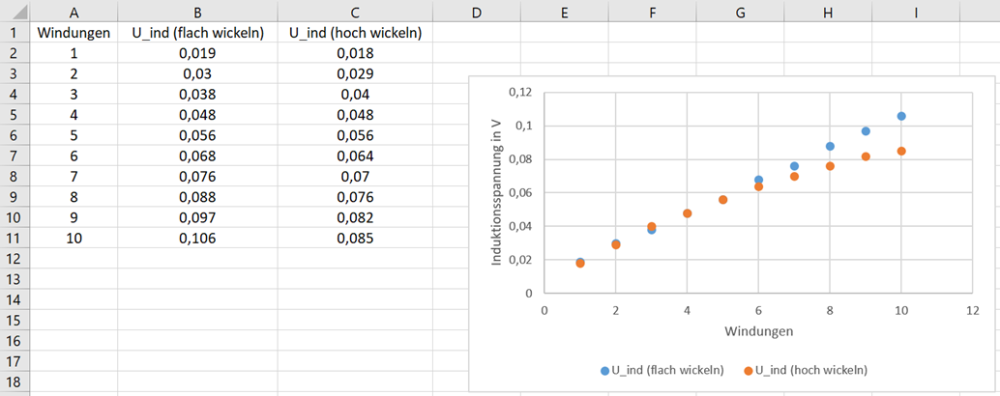 A B C D E F G H I
1 Windungen U_ind (flach wickeln) U_ind (hoch wickeln)
2 1 0,019 0,018
3 2 0,03 0,029
4 3 0,038 0,04
5 4 0,048 0,048
6 5 0,056 0,056
7 6 0,068 0,064
8 7 0,076 0,07
9 8 0,088 0,076
10 9 0,097 0,082
11 10 0,106 0,085
12
13
14
15
16
17
18
Induktionsspannung in V
0,12
0,1
0,08
0,06
0,04
0,02
0
0 2 4 6 8 10 12
Windungen
U_ind (flach wickeln) U_ind (hoch wickeln)